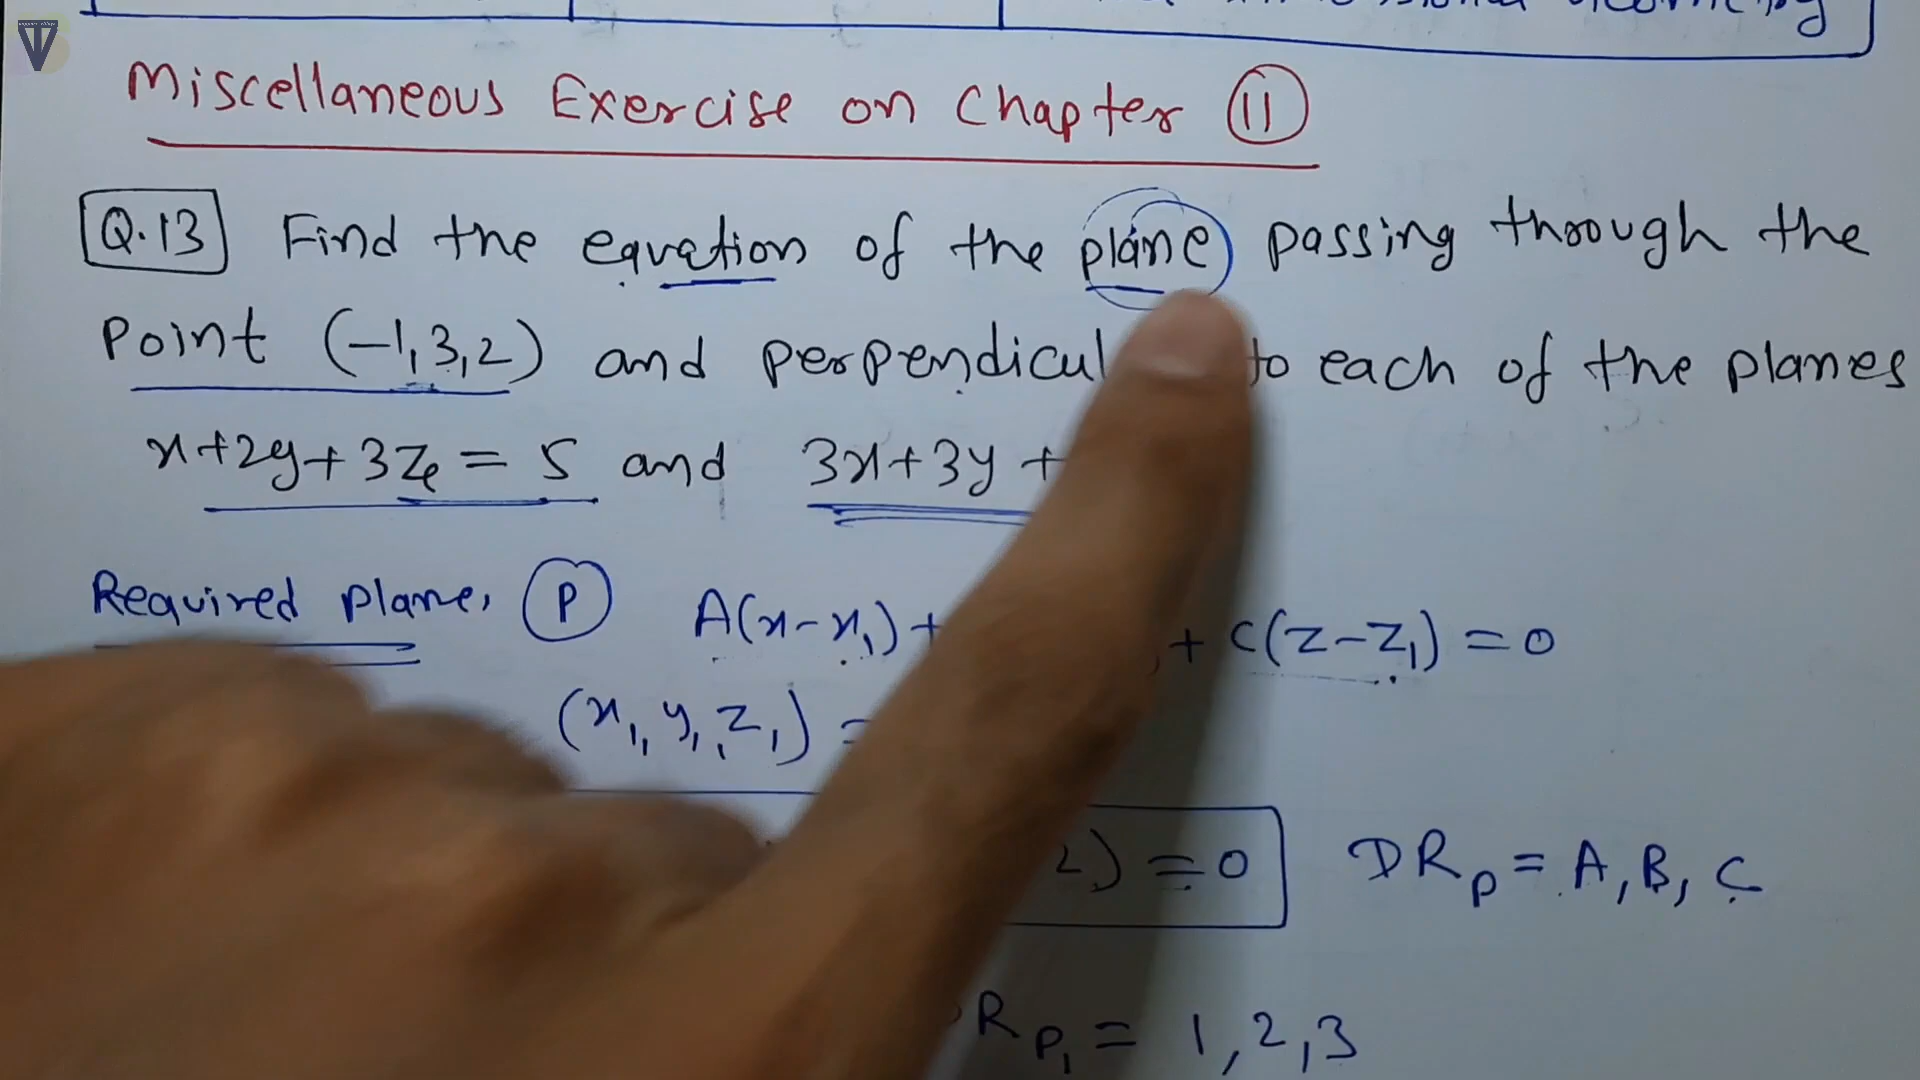 Miscellaneous Exercise on Chapter 11
Q.13 Find the equation of the plane passing through the
point (-1,3,2) and to each of the planes
x+2y+3z = 5 and 3x+3y +
Required plane, P A(x-x₁)+ + C(z-z₁) = 0
(x₁, y₁, z₁) =
2) = 0 DRp = A, B, C
Rp₁ = 1,2,3